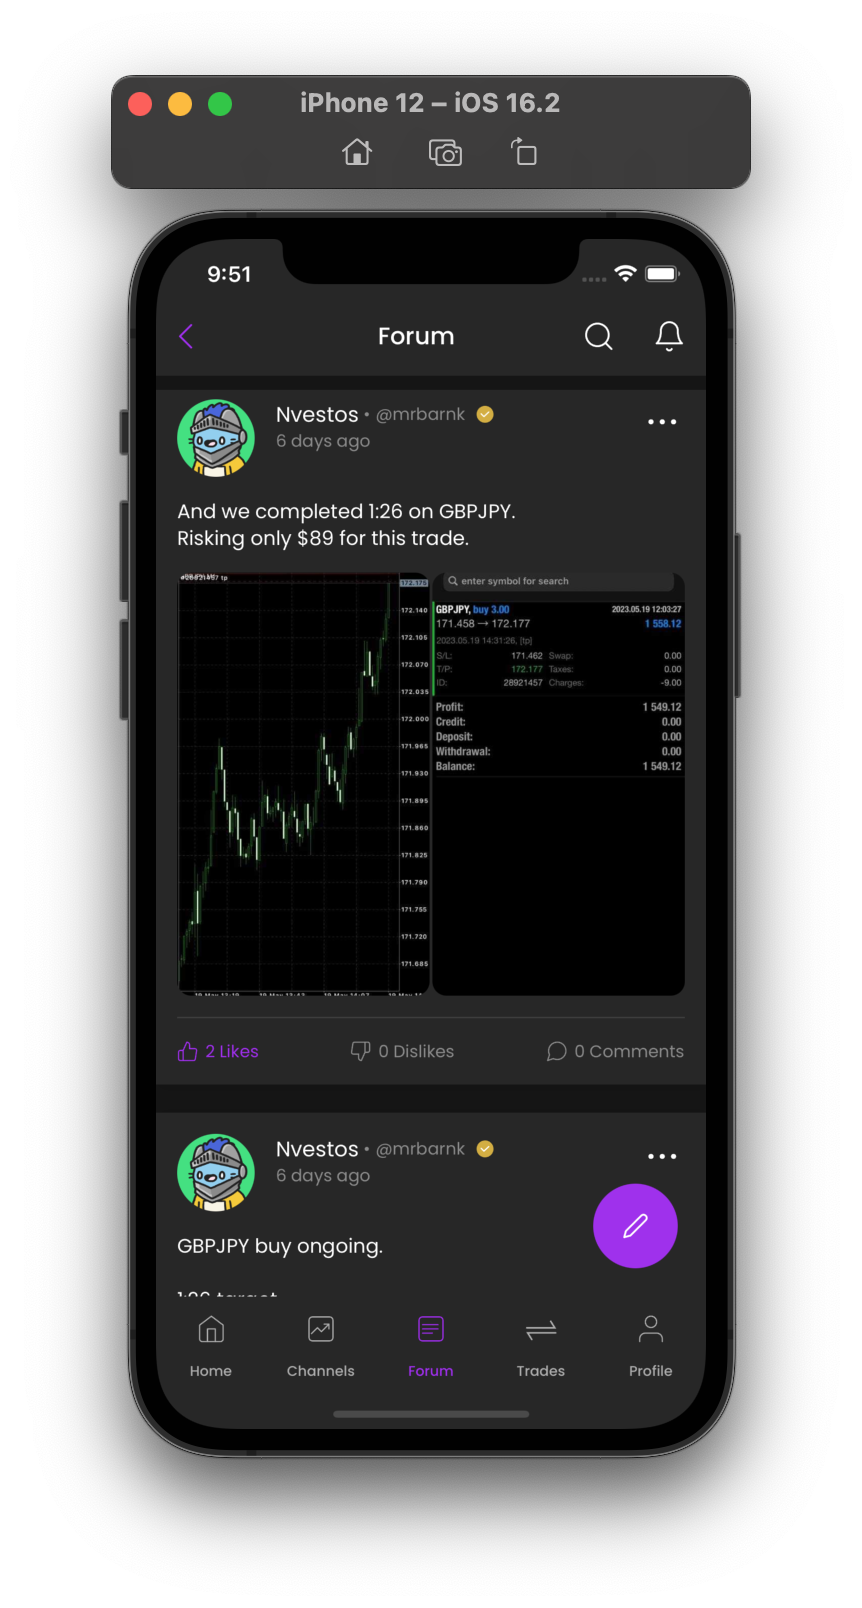 iPhone 12 – iOS 16.2
9:51
Forum
Nvestos • @mrbarnk
6 days ago
And we completed 1:26 on GBPJPY.
Risking only $89 for this trade.
172.175
172.140
172.105
172.070
172.035
172.000
171.965
171.930
171.895
171.860
171.825
171.790
171.755
171.720
171.685
enter symbol for search
GBPJPY, buy 3.00 2023.05.19 12:03:27
171.458 → 172.177 1 558.12
2023.05.19 14:31:26, [tp]
S/L: 171.462 Swap: 0.00
T/P: 172.177 Taxes: 0.00
ID: 28921457 Charges: -9.00
Profit: 1 549.12
Credit: 0.00
Deposit: 0.00
Withdrawal: 0.00
Balance: 1 549.12
2 Likes 0 Dislikes 0 Comments
Nvestos • @mrbarnk
6 days ago
GBPJPY buy ongoing.
Home Channels Forum Trades Profile